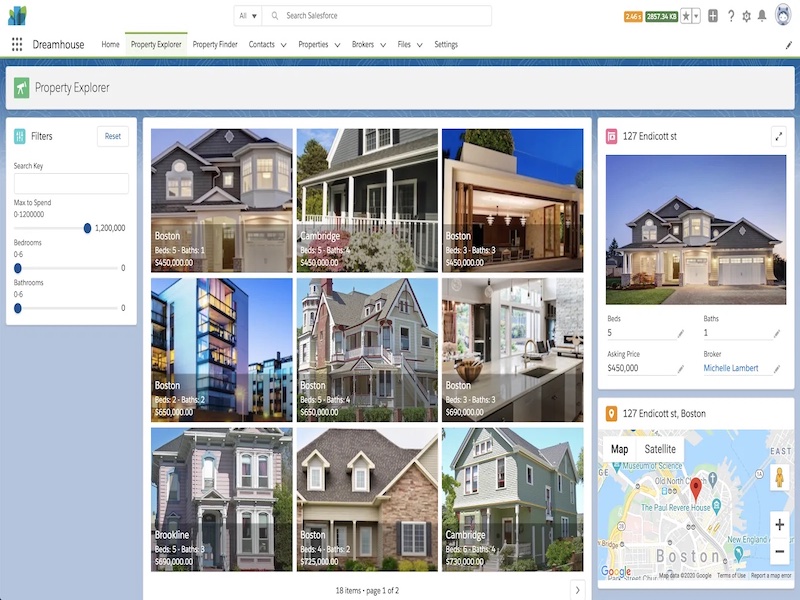 All
Search Salesforce
2.46 s
2857.34 KB
Dreamhouse
Home
Property Explorer
Property Finder
Contacts
Properties
Brokers
Files
Settings
Property Explorer
Filters
Reset
Search Key
Max to Spend
0-1200000
1,200,000
Bedrooms
0-6
0
Bathrooms
0-6
0
Boston
Beds: 5 - Baths: 1
$450,000.00
Cambridge
Beds: 5 - Baths: 4
$450,000.00
Boston
Beds: 3 - Baths: 3
$450,000.00
Boston
Beds: 2 - Baths: 2
$650,000.00
Boston
Beds: 5 - Baths: 4
$650,000.00
Boston
Beds: 3 - Baths: 3
$690,000.00
Brookline
Beds: 5 - Baths: 3
$690,000.00
Boston
Beds: 4 - Baths: 2
$725,000.00
Cambridge
Beds: 6 - Baths: 4
$730,000.00
18 items • page 1 of 2
127 Endicott st
Beds
5
Baths
1
Asking Price
$450,000
Broker
Michelle Lambert
127 Endicott st, Boston
Map
Satellite
EAST
Museum of Science
Old North Church
1A
The Paul Revere House
28
New England
Boston
Google
Map data ©2020 Google
Terms of Use
Report a map error